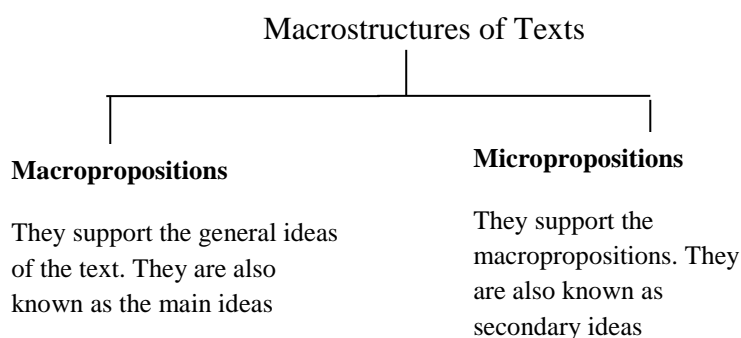 Macrostructures of Texts
Macropropositions
They support the general ideas
of the text. They are also
known as the main ideas
Micropropositions
They support the
macropropositions. They
are also known as
secondary ideas